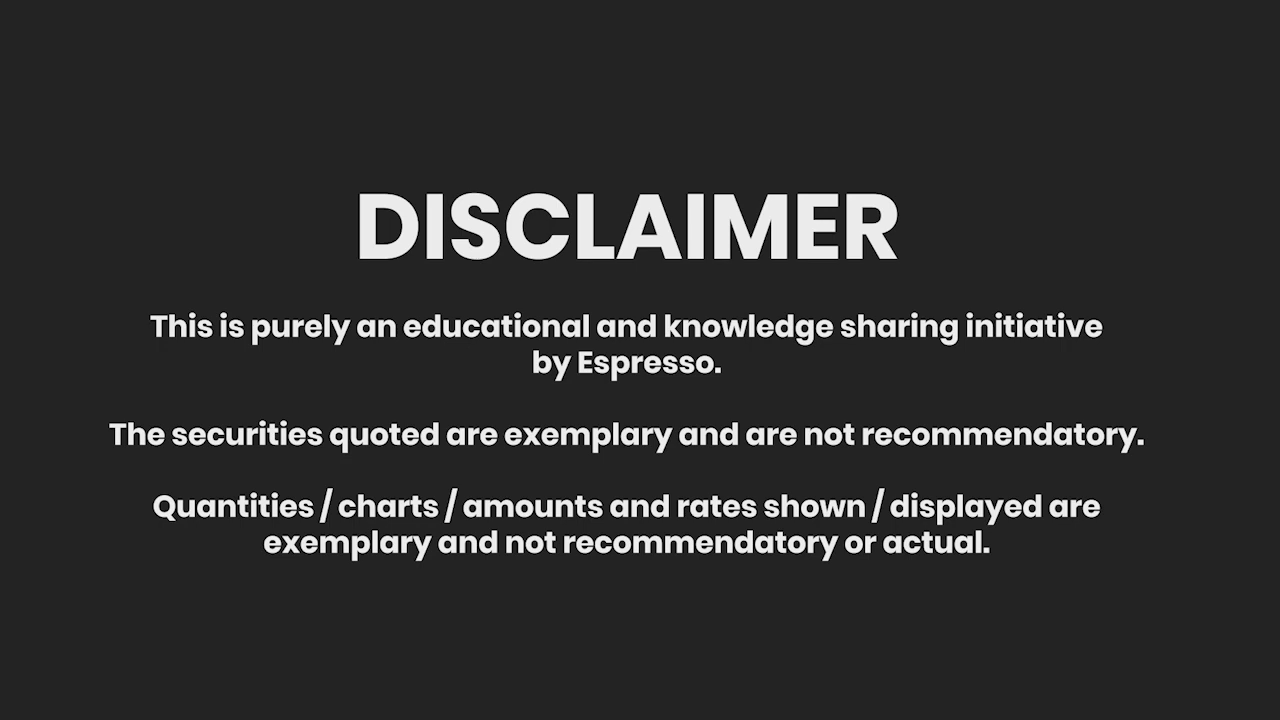 DISCLAIMER
This is purely an educational and knowledge sharing initiative
by Espresso.
The securities quoted are exemplary and are not recommendatory.
Quantities / charts / amounts and rates shown / displayed are
exemplary and not recommendatory or actual.